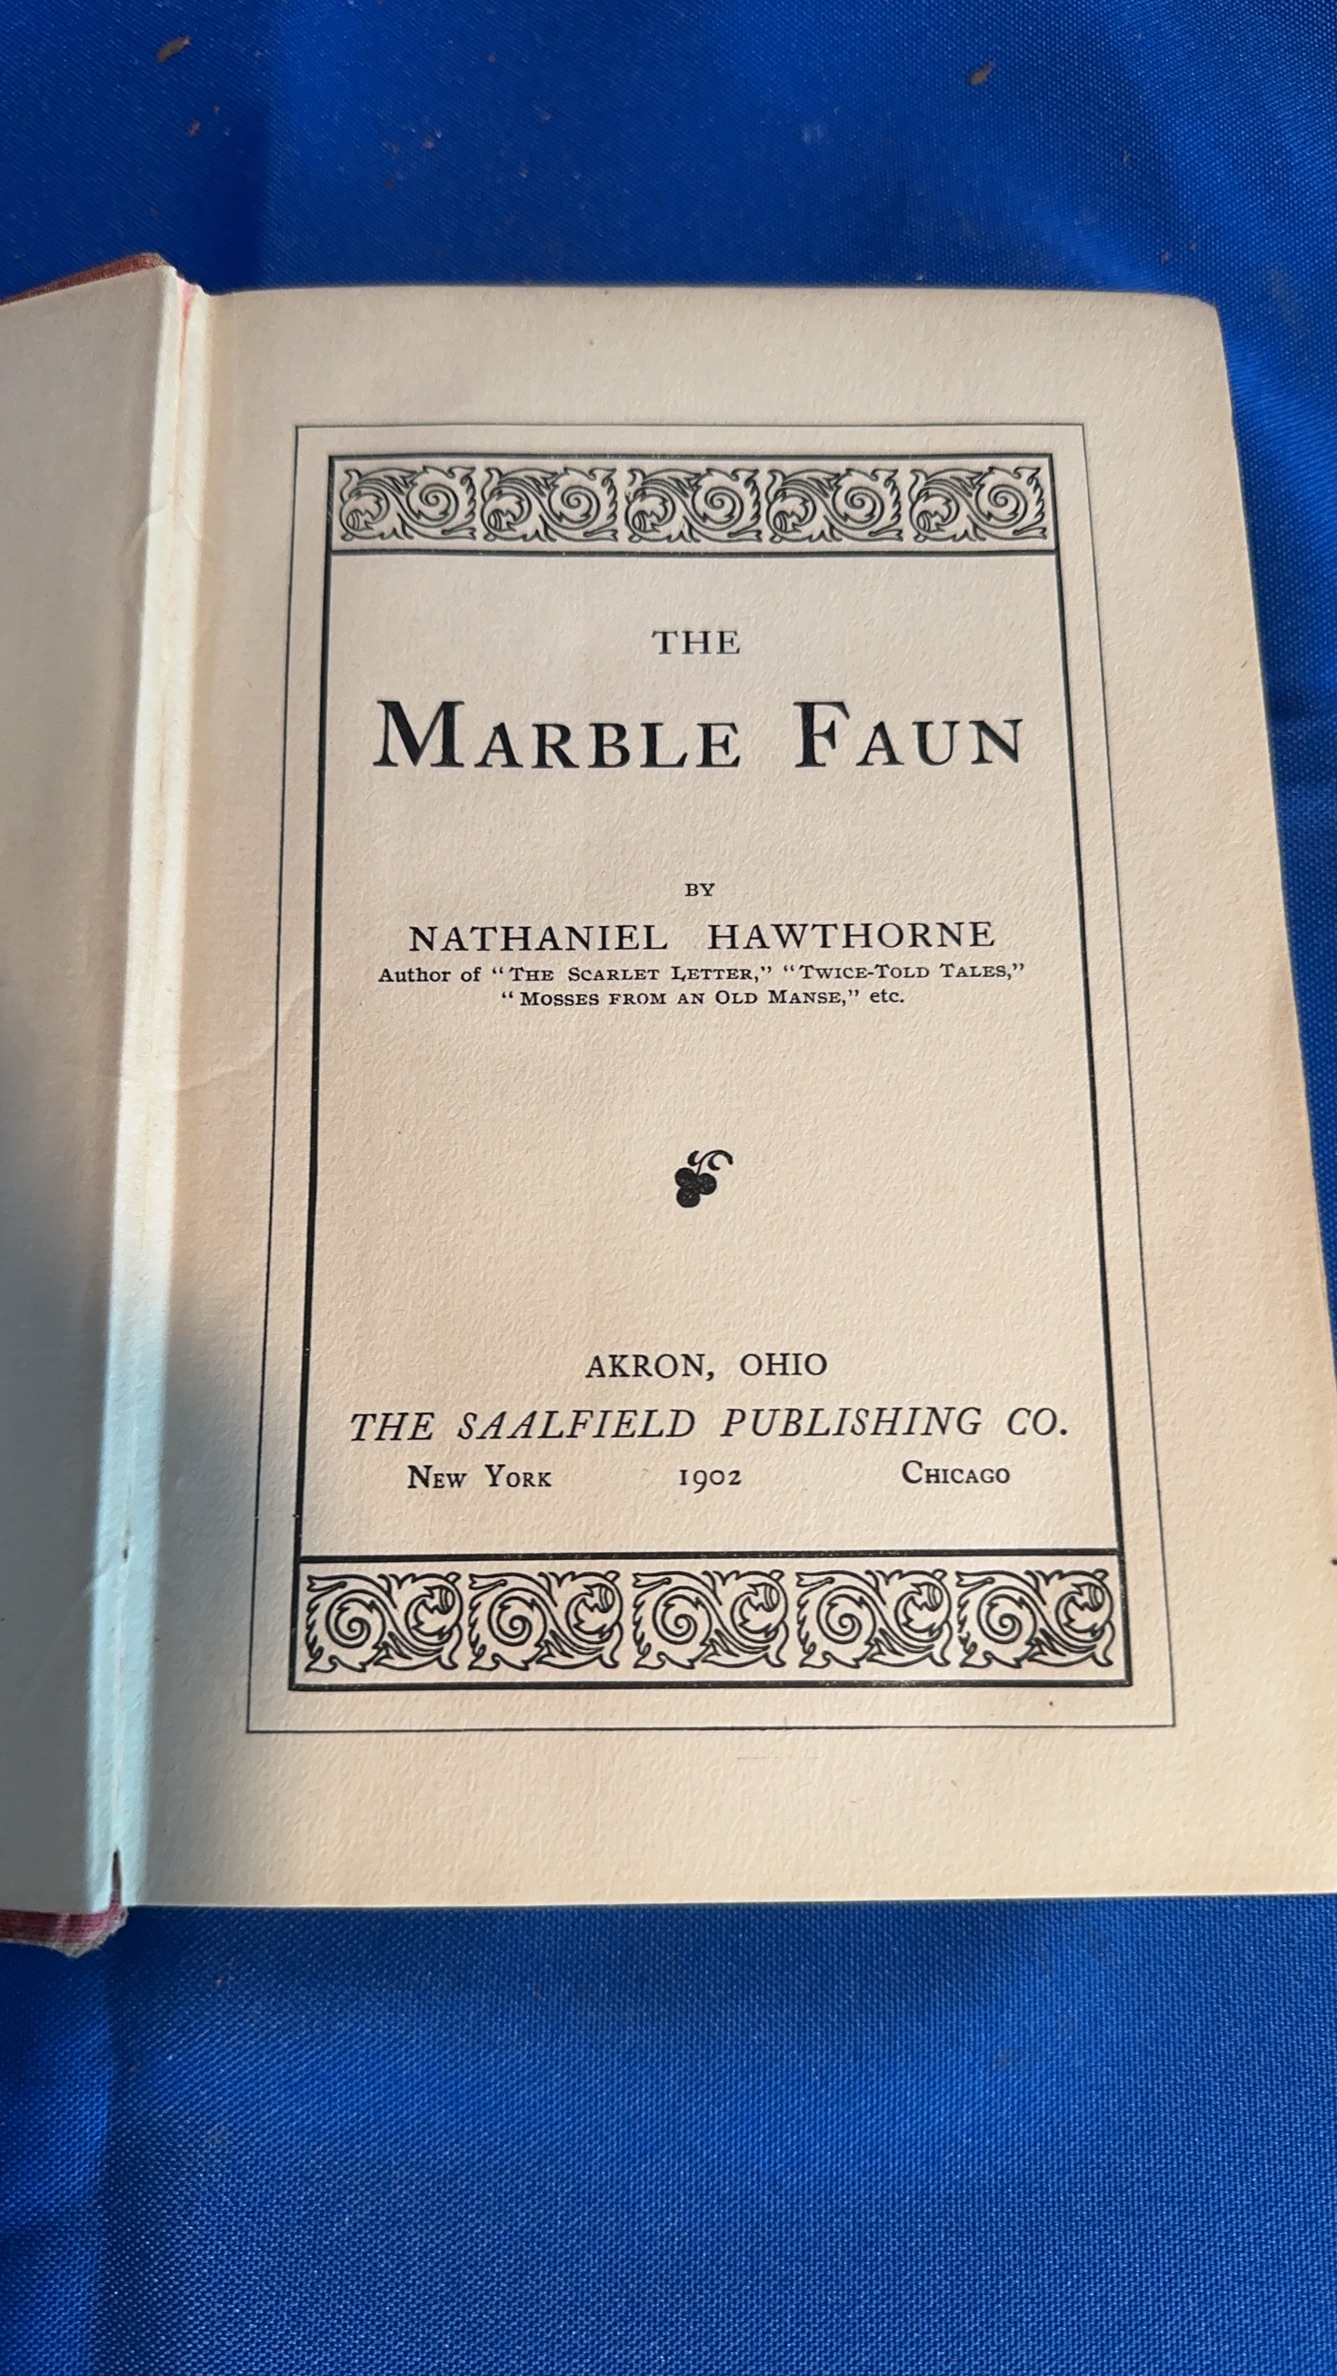 THE
MARBLE FAUN
BY
NATHANIEL HAWTHORNE
Author of “THE SCARLET LETTER,” “TWICE-TOLD TALES,”
“MOSSES FROM AN OLD MANSE,” etc.
AKRON, OHIO
THE SAALFIELD PUBLISHING CO.
NEW YORK 1902 CHICAGO